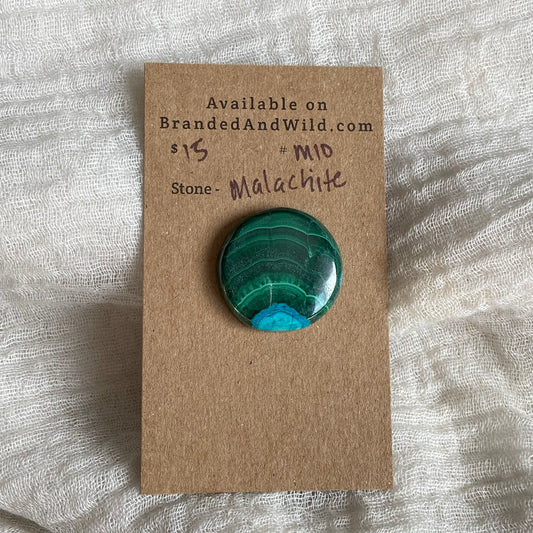 Available on
BrandedAndWild.com
$ 15 # M10
Stone - Malachite